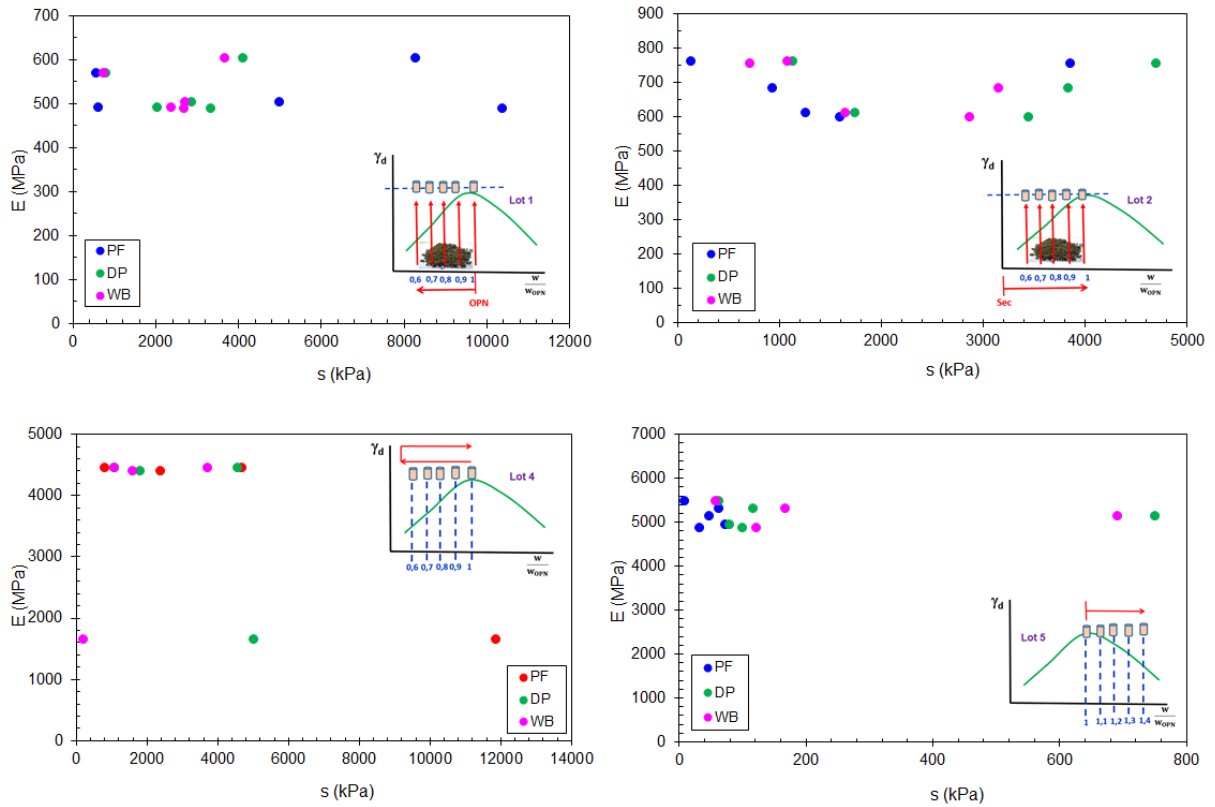 700
600
500
400
300
200
100
0
E (MPa)
0 2000 4000 6000 8000 10000 12000
s (kPa)
PF
DP
WB
γd
Lot 1
0,6 0,7 0,8 0,9 1
w
wOPN
OPN
900
800
700
600
500
400
300
200
100
0
E (MPa)
0 1000 2000 3000 4000 5000
s (kPa)
PF
DP
WB
γd
Lot 2
0,6 0,7 0,8 0,9 1
w
wOPN
Sec
5000
4000
3000
2000
1000
0
E (MPa)
0 2000 4000 6000 8000 10000 12000 14000
s (kPa)
PF
DP
WB
γd
Lot 4
0,6 0,7 0,8 0,9 1
w
wOPN
7000
6000
5000
4000
3000
2000
1000
0
E (MPa)
0 200 400 600 800
s (kPa)
PF
DP
WB
γd
Lot 5
1 1,1 1,2 1,3 1,4
w
wOPN